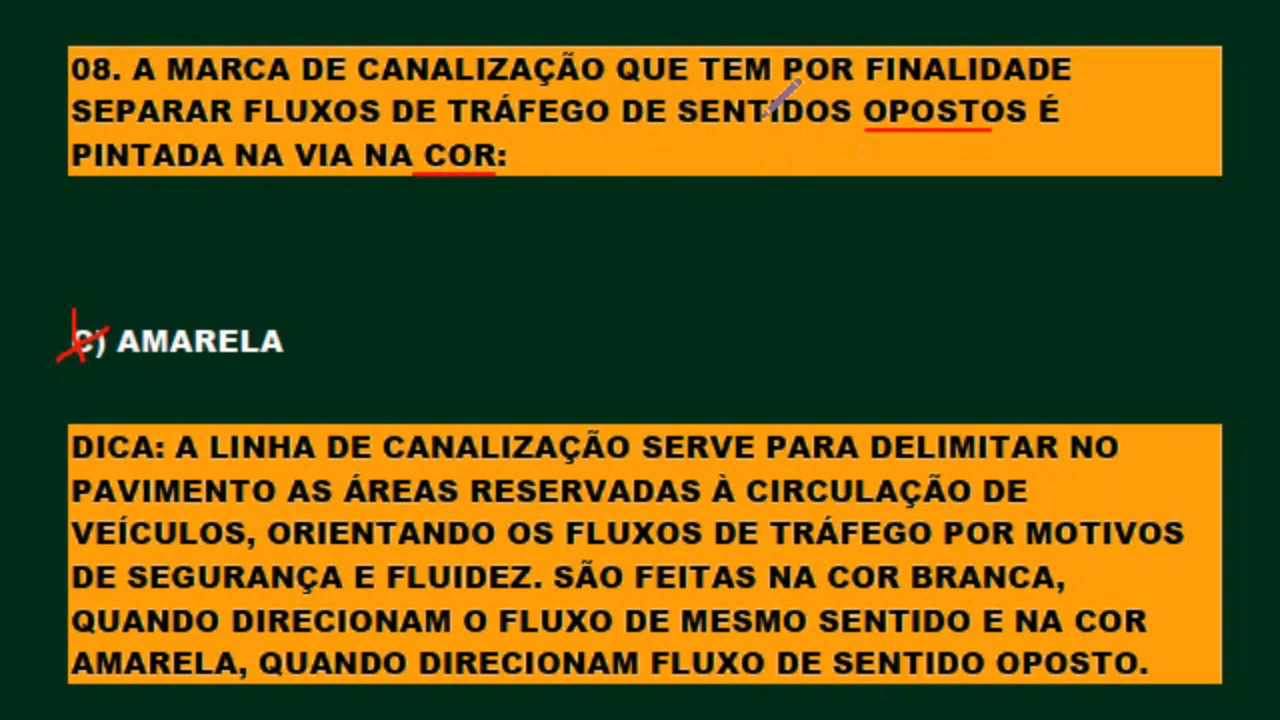 08. A MARCA DE CANALIZAÇÃO QUE TEM POR FINALIDADE
SEPARAR FLUXOS DE TRÁFEGO DE SENTIDOS OPOSTOS É
PINTADA NA VIA NA COR:
C) AMARELA
DICA: A LINHA DE CANALIZAÇÃO SERVE PARA DELIMITAR NO
PAVIMENTO AS ÁREAS RESERVADAS À CIRCULAÇÃO DE
VEÍCULOS, ORIENTANDO OS FLUXOS DE TRÁFEGO POR MOTIVOS
DE SEGURANÇA E FLUIDEZ. SÃO FEITAS NA COR BRANCA,
QUANDO DIRECIONAM O FLUXO DE MESMO SENTIDO E NA COR
AMARELA, QUANDO DIRECIONAM FLUXO DE SENTIDO OPOSTO.